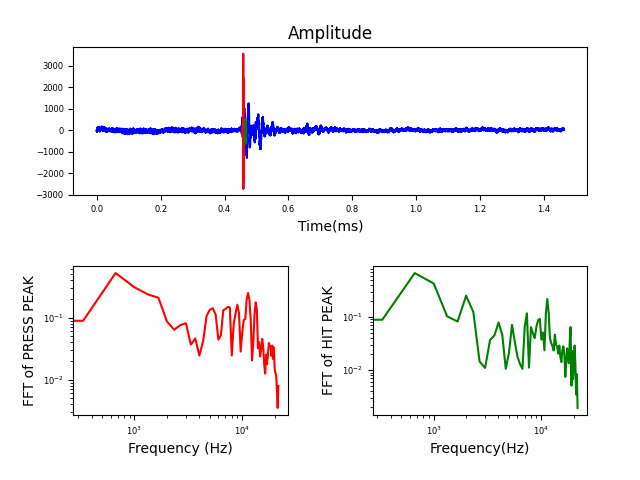 Amplitude
3000
2000
1000
0
−1000
−2000
−3000
0.0 0.2 0.4 0.6 0.8 1.0 1.2 1.4
Time(ms)
FFT of PRESS PEAK
10⁻¹
10⁻²
10³ 10⁴
Frequency (Hz)
FFT of HIT PEAK
10⁻¹
10⁻²
10³ 10⁴
Frequency(Hz)